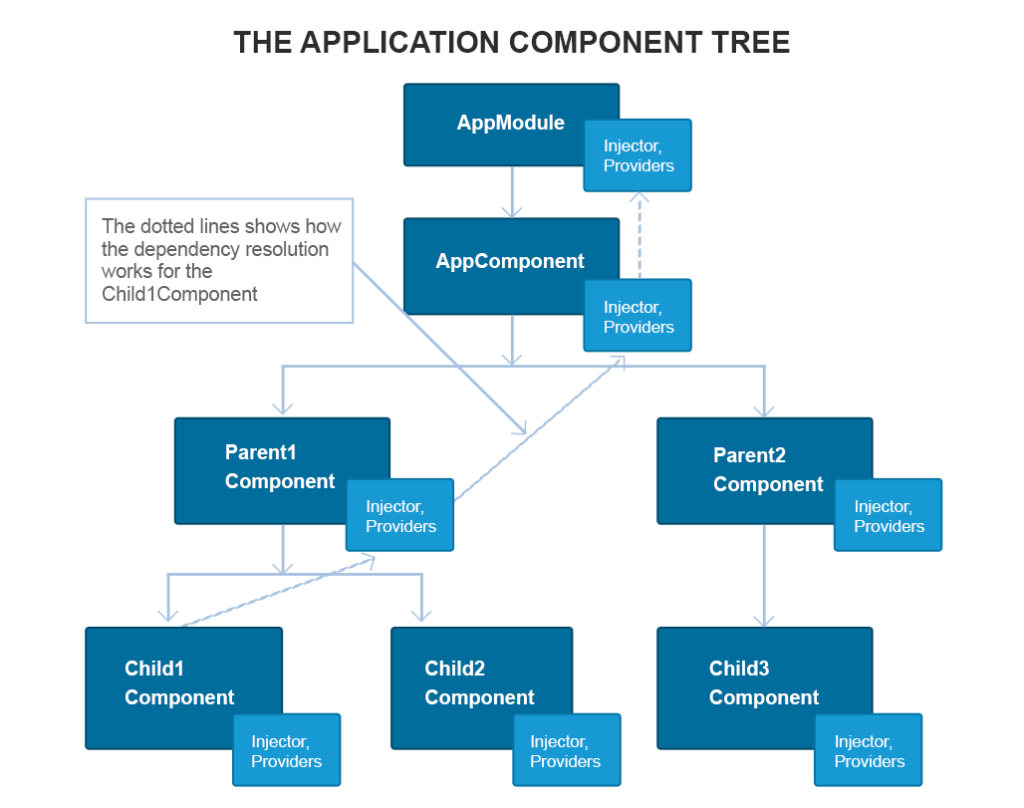 THE APPLICATION COMPONENT TREE
AppModule
Injector,
Providers
The dotted lines shows how
the dependency resolution
works for the
Child1Component
AppComponent
Injector,
Providers
Parent1
Component
Injector,
Providers
Parent2
Component
Injector,
Providers
Child1
Component
Injector,
Providers
Child2
Component
Injector,
Providers
Child3
Component
Injector,
Providers